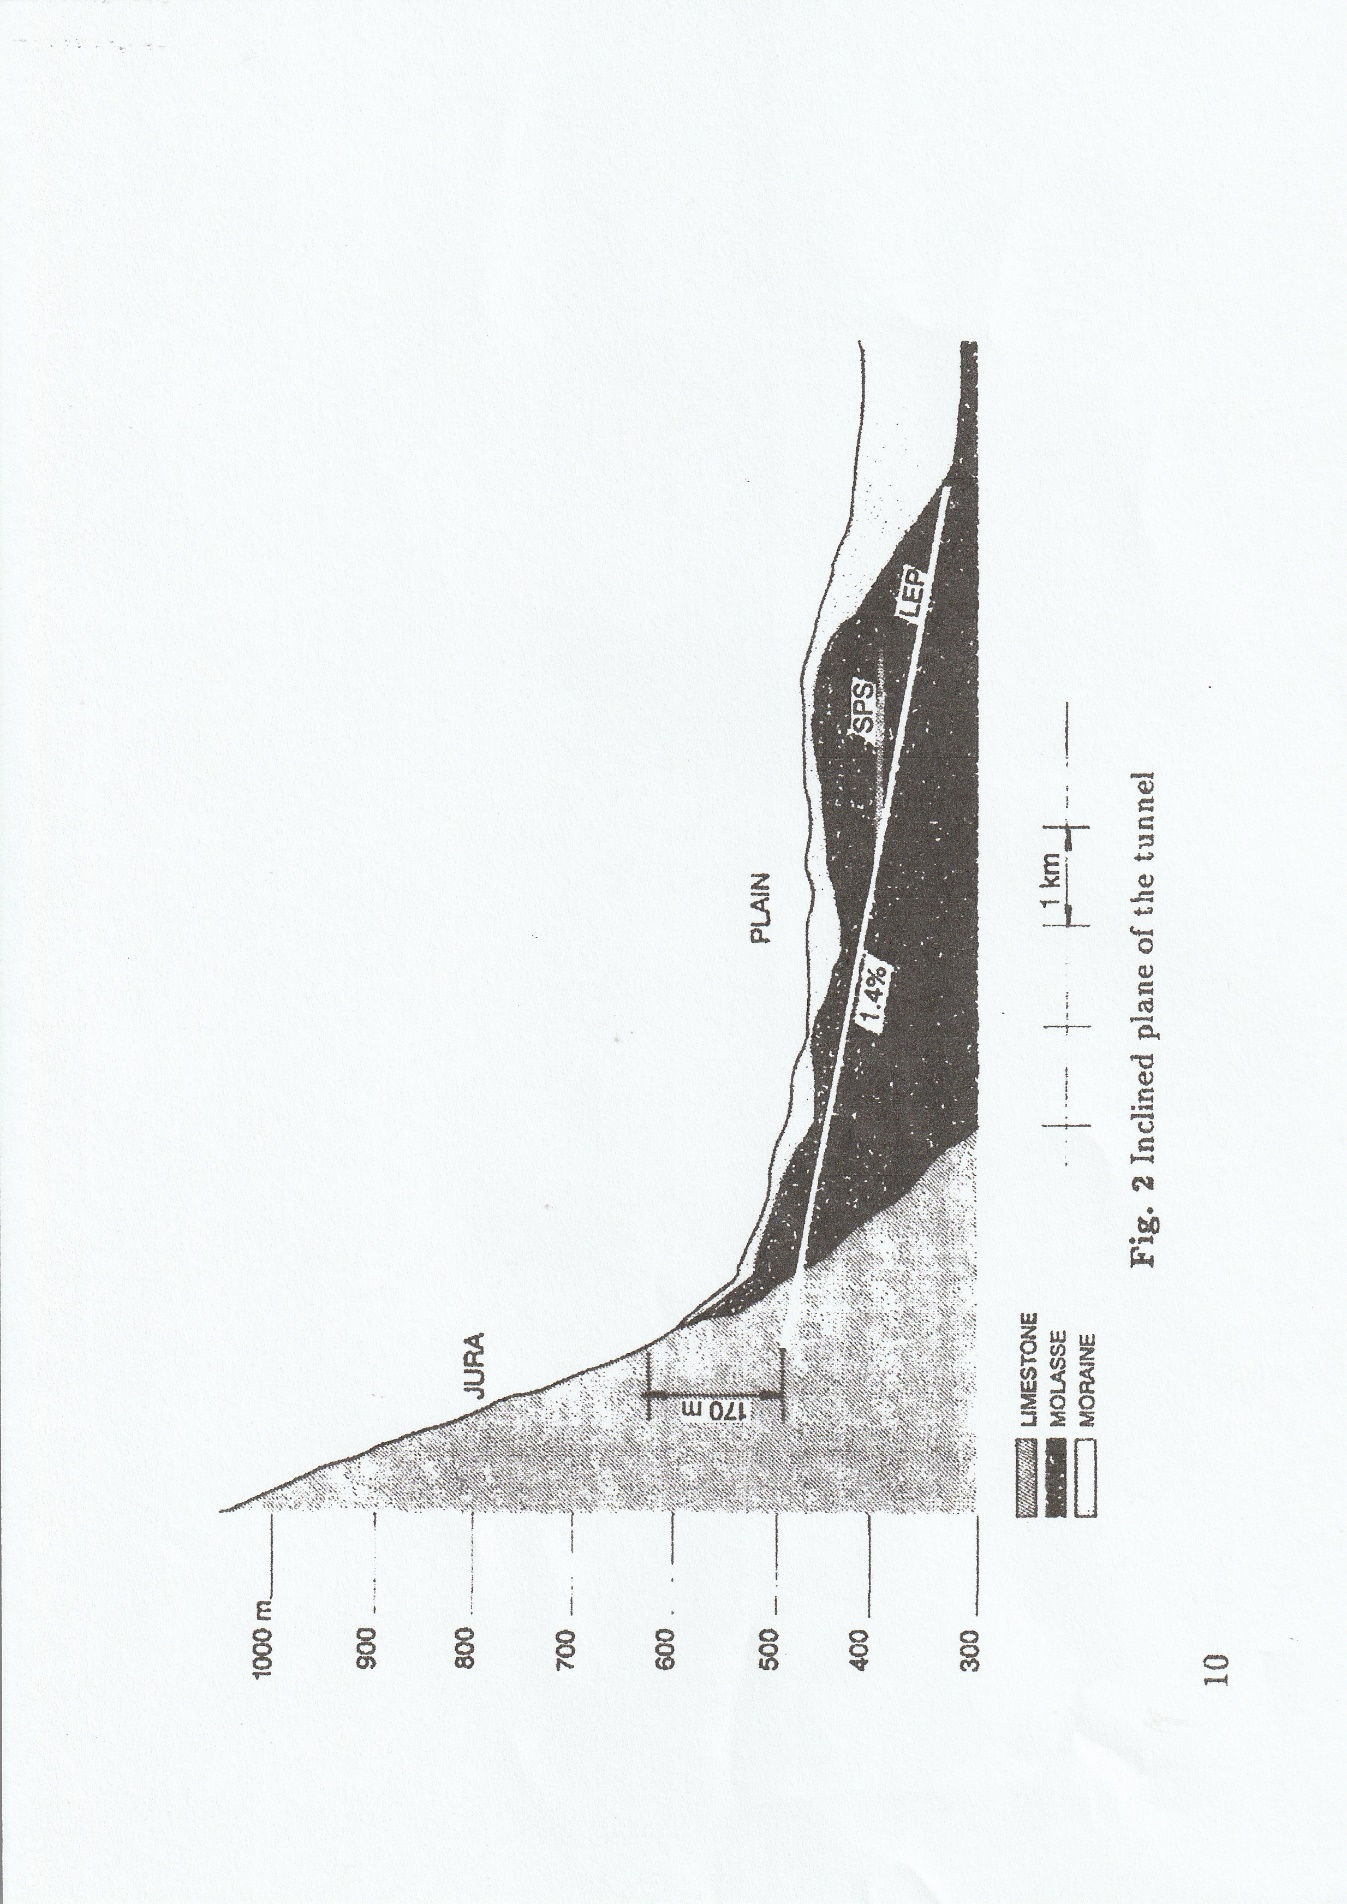 1000 m
900
800
700
600
500
400
300
JURA
170 m
PLAIN
1.4%
SPS
LEP
1 km
LIMESTONE
MOLASSE
MORAINE
Fig. 2 Inclined plane of the tunnel
10